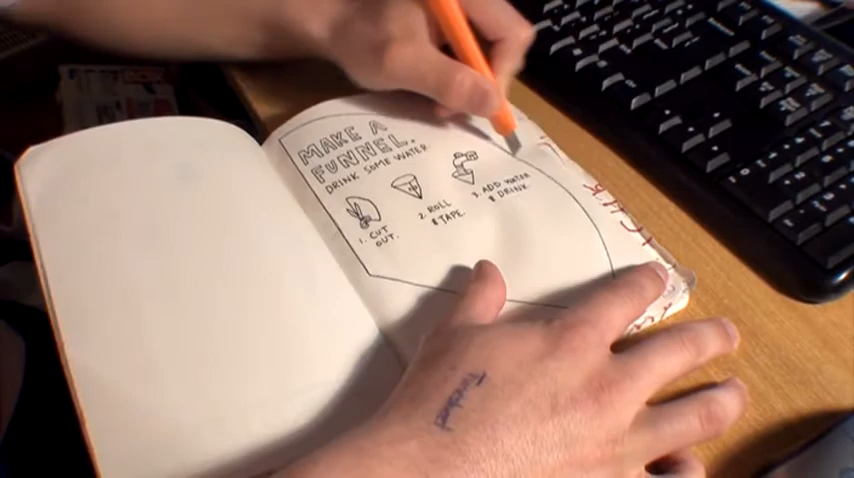 MAKE A
FUNNEL.
DRINK SOME WATER
1. CUT
OUT.
2. ROLL
& TAPE.
3. ADD WATER
& DRINK.